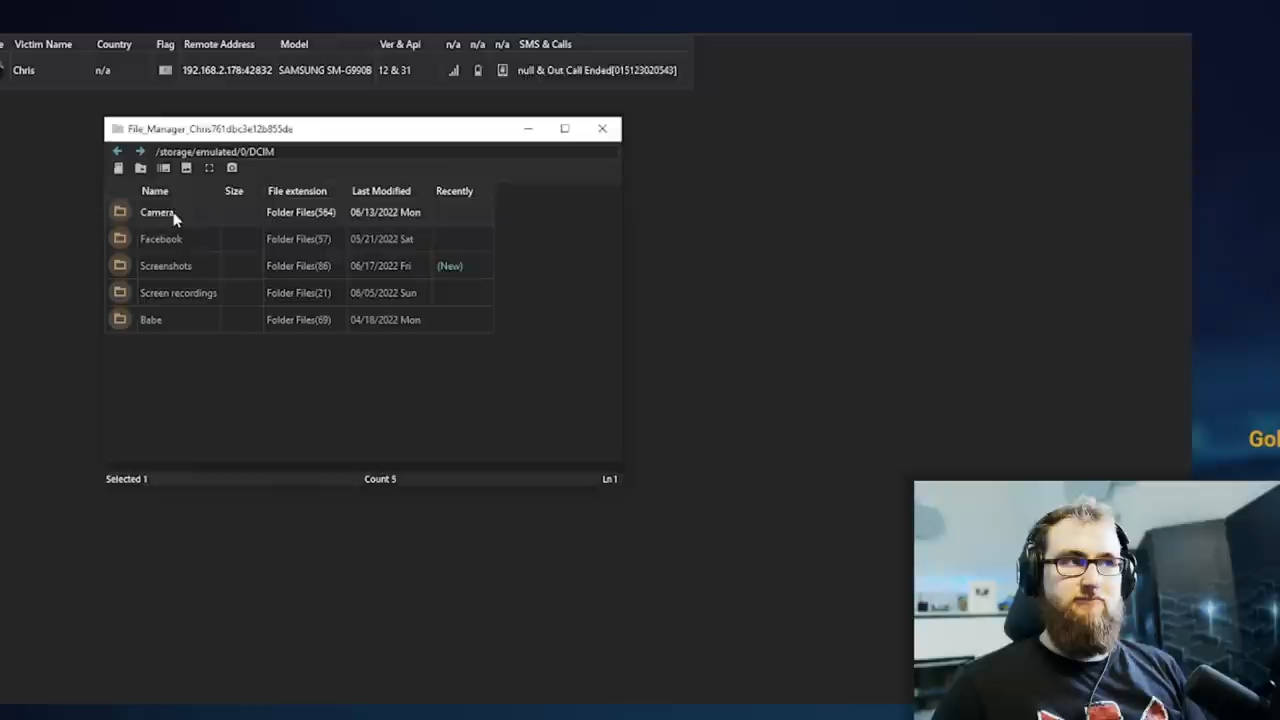 Victim Name Country Flag Remote Address Model Ver & Api n/a n/a n/a SMS & Calls
Chris n/a 192.168.2.178:42832 SAMSUNG SM-G990B 12 & 31 null & Out Call Ended[015123020543]
File_Manager_Chris761dbc3e12b855de
/storage/emulated/0/DCIM
Name Size File extension Last Modified Recently
Camera Folder Files(564) 06/13/2022 Mon
Facebook Folder Files(57) 05/21/2022 Sat
Screenshots Folder Files(86) 06/17/2022 Fri (New)
Screen recordings Folder Files(21) 06/05/2022 Sun
Babe Folder Files(69) 04/18/2022 Mon
Gol
Selected 1 Count 5 Ln1